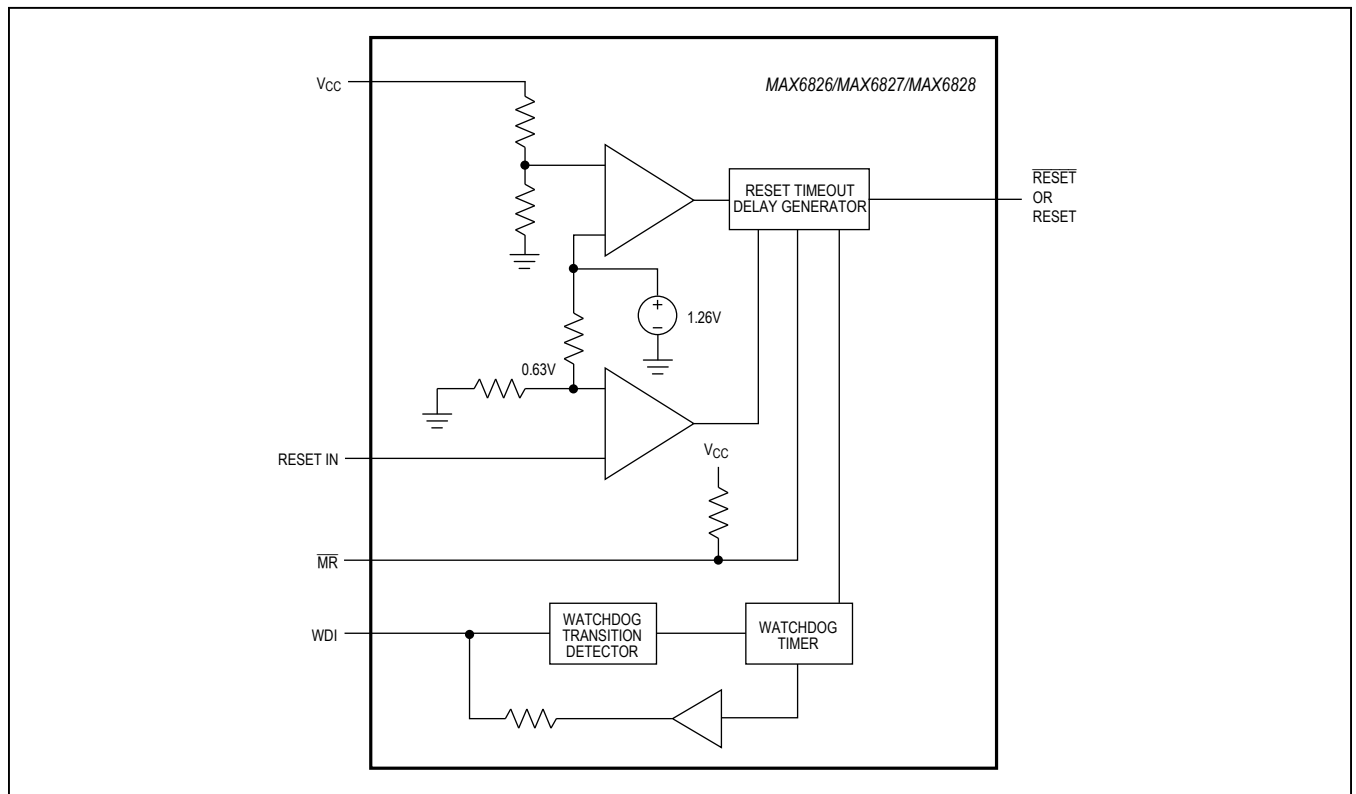 MAX6826/MAX6827/MAX6828
VCC
RESET TIMEOUT
DELAY GENERATOR
RESET
OR
RESET
+
−
1.26V
0.63V
RESET IN
VCC
MR
WDI
WATCHDOG
TRANSITION
DETECTOR
WATCHDOG
TIMER